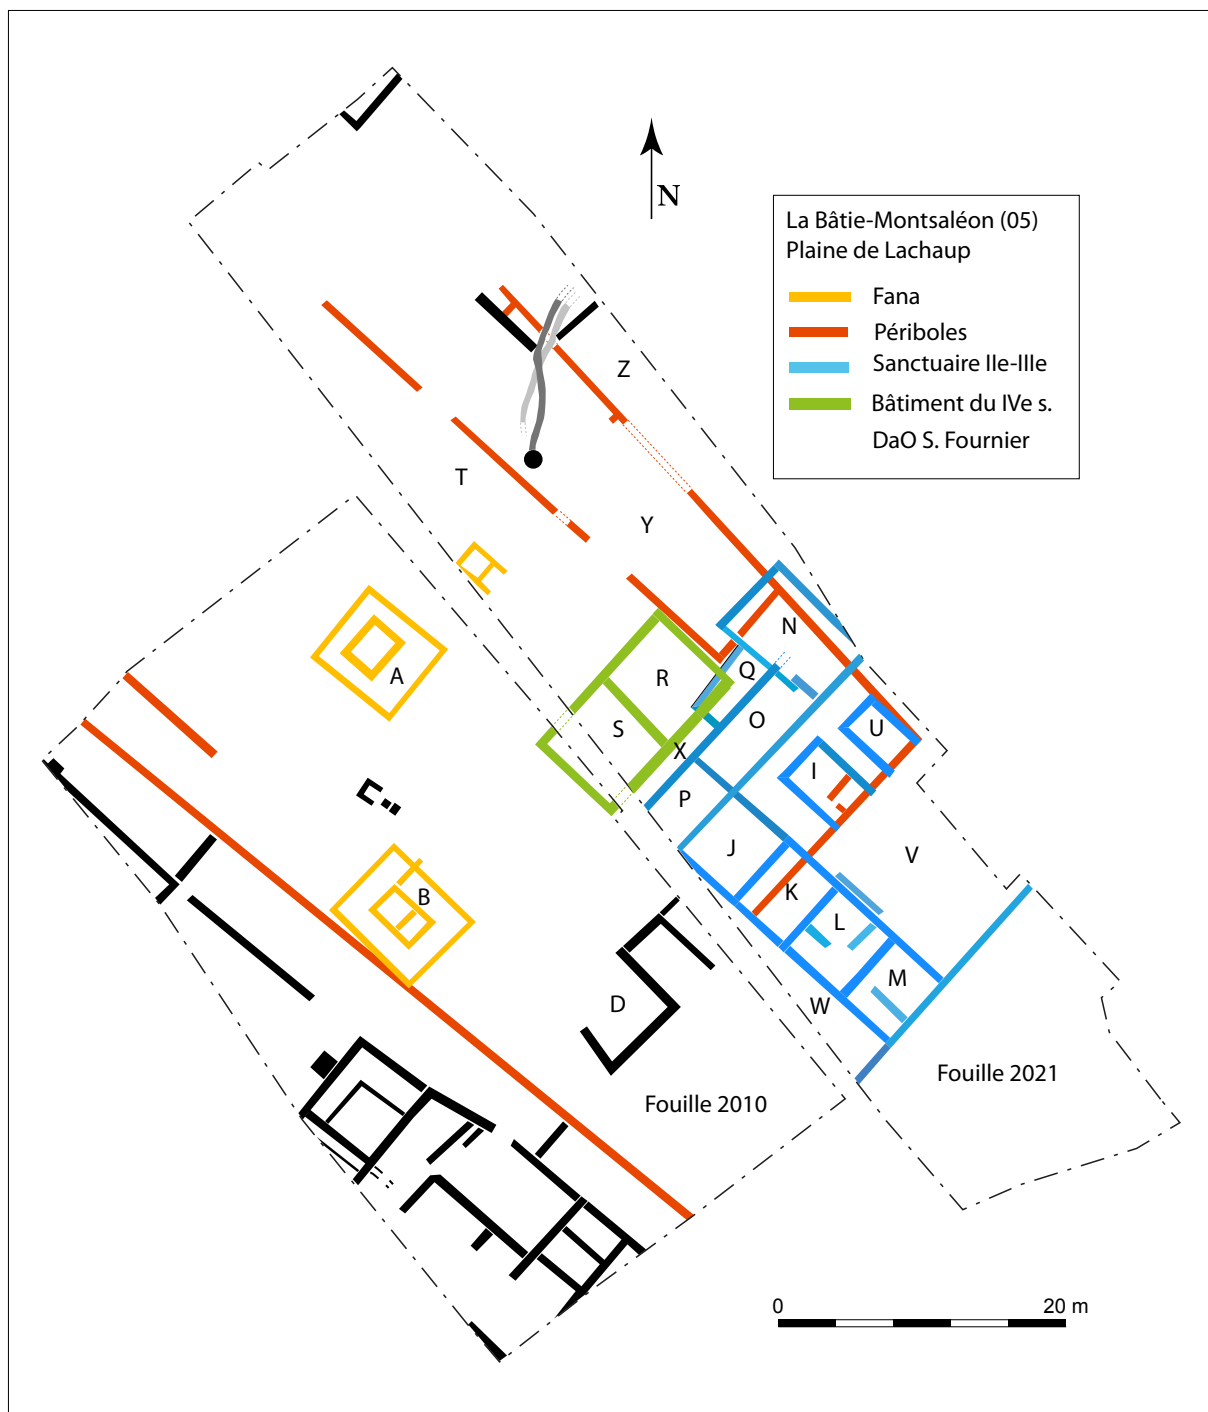 N
La Bâtie-Montsaléon (05)
Plaine de Lachaup
Fana
Périboles
Sanctuaire IIe-IIIe
Bâtiment du IVe s.
DaO S. Fournier
Z
T
Y
N
A
R
Q
O
U
S
X
I
P
J
V
B
K
L
M
D
W
Fouille 2021
Fouille 2010
0 20 m